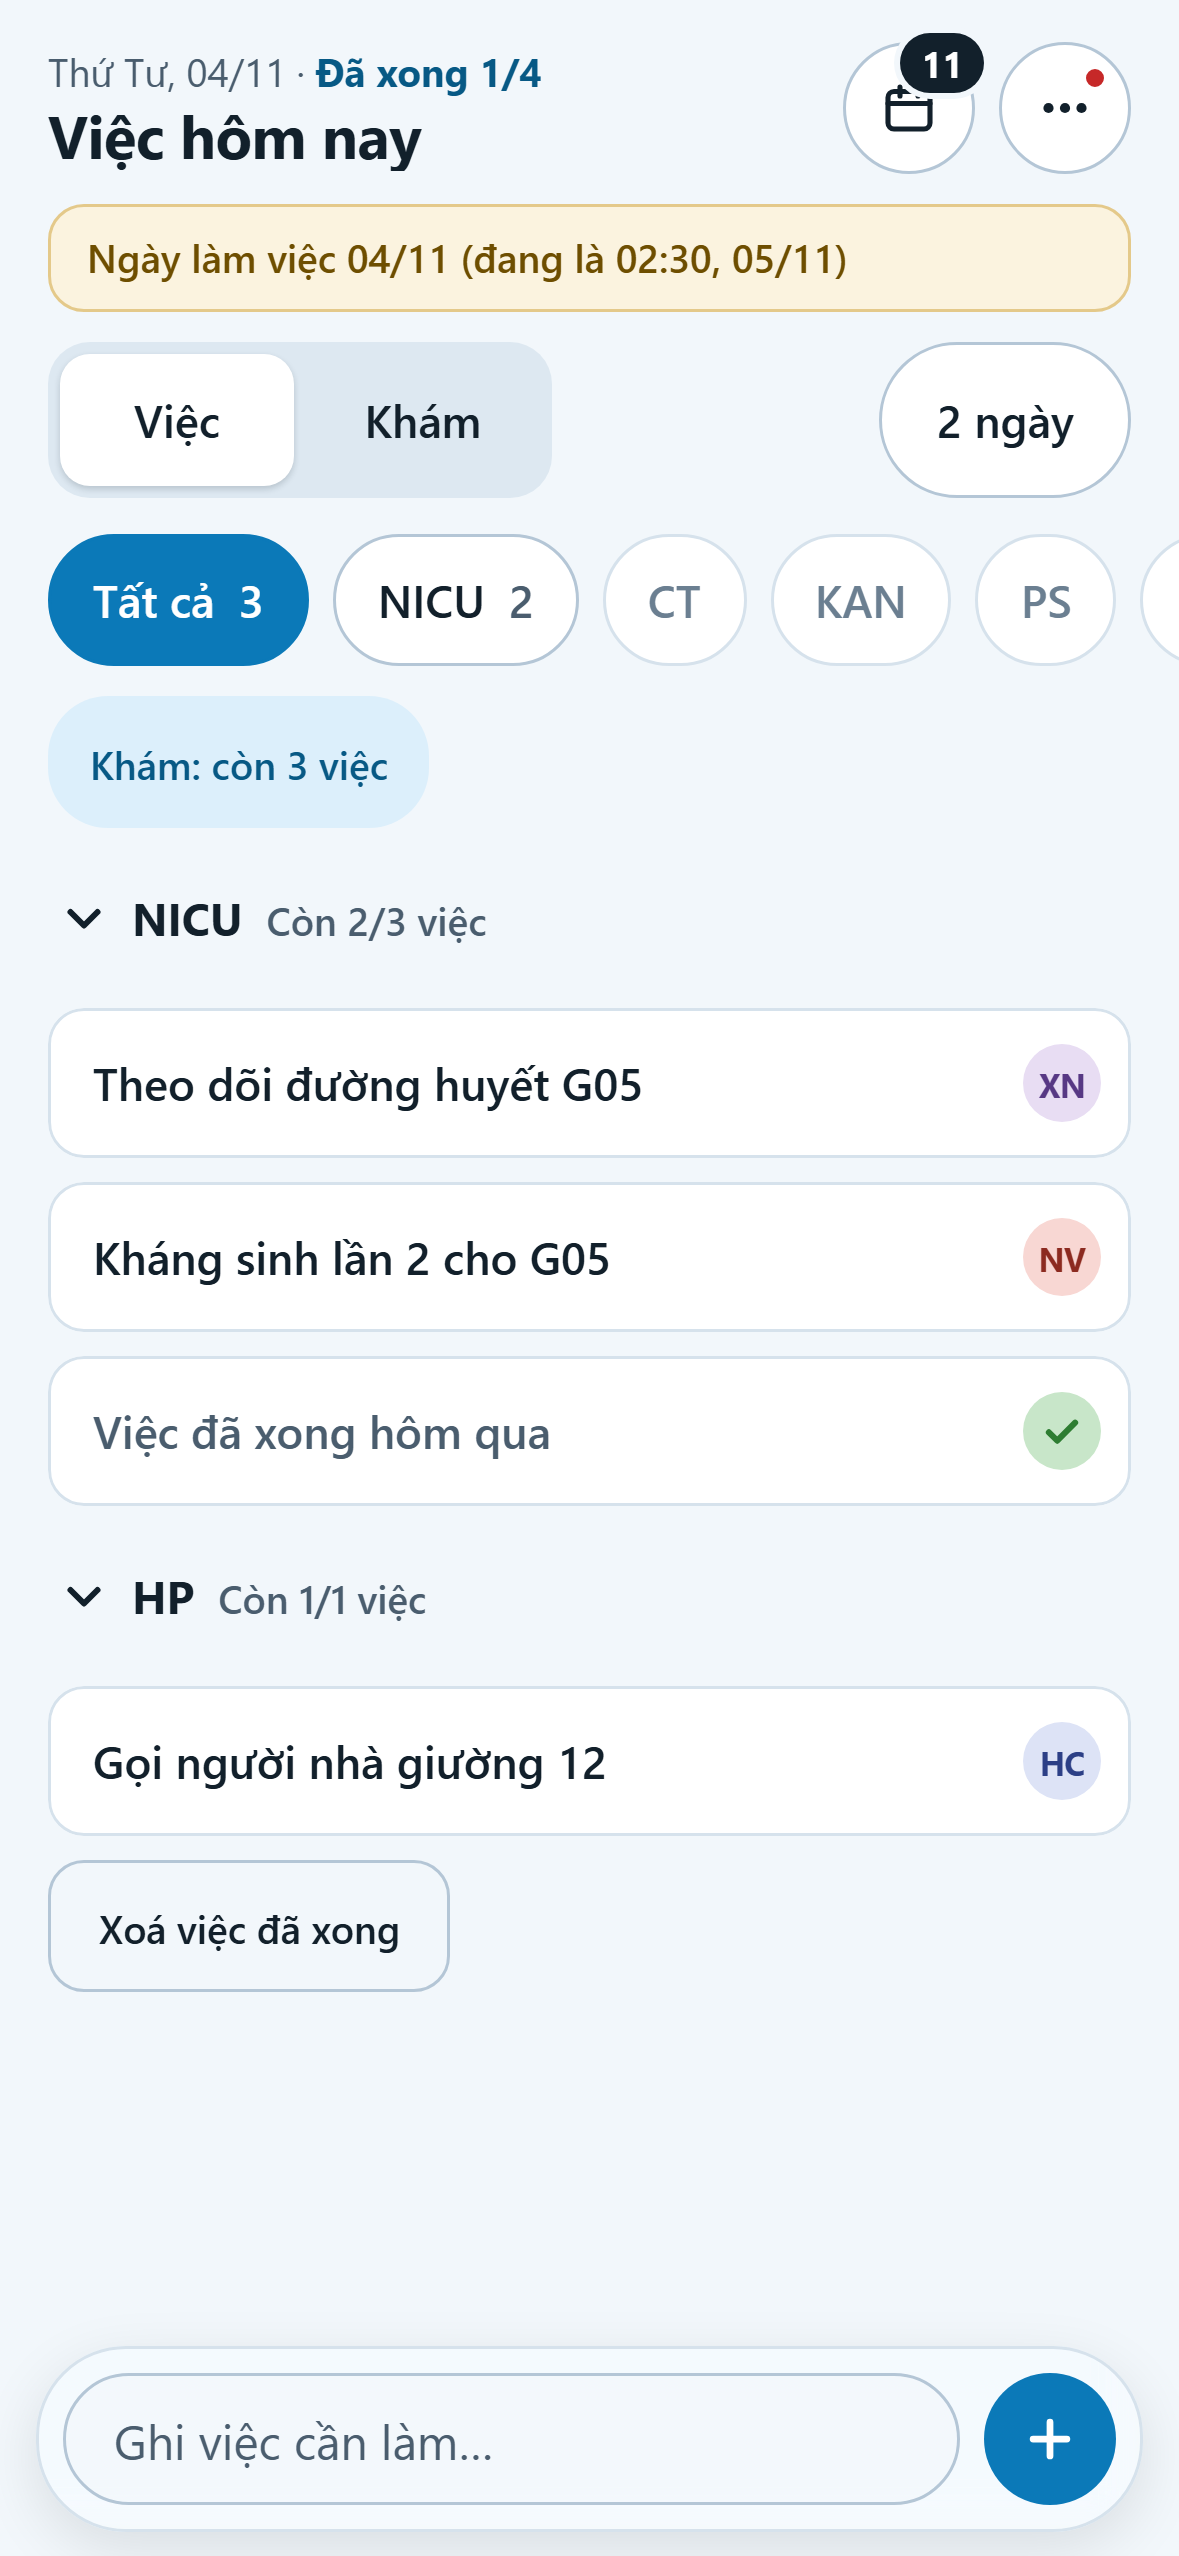 Thứ Tư, 04/11 · Đã xong 1/4
Việc hôm nay
11
Ngày làm việc 04/11 (đang là 02:30, 05/11)
Việc
Khám
2 ngày
Tất cả 3
NICU 2
CT
KAN
PS
Khám: còn 3 việc
NICU Còn 2/3 việc
Theo dõi đường huyết G05
XN
Kháng sinh lần 2 cho G05
NV
Việc đã xong hôm qua
HP Còn 1/1 việc
Gọi người nhà giường 12
HC
Xoá việc đã xong
Ghi việc cần làm...